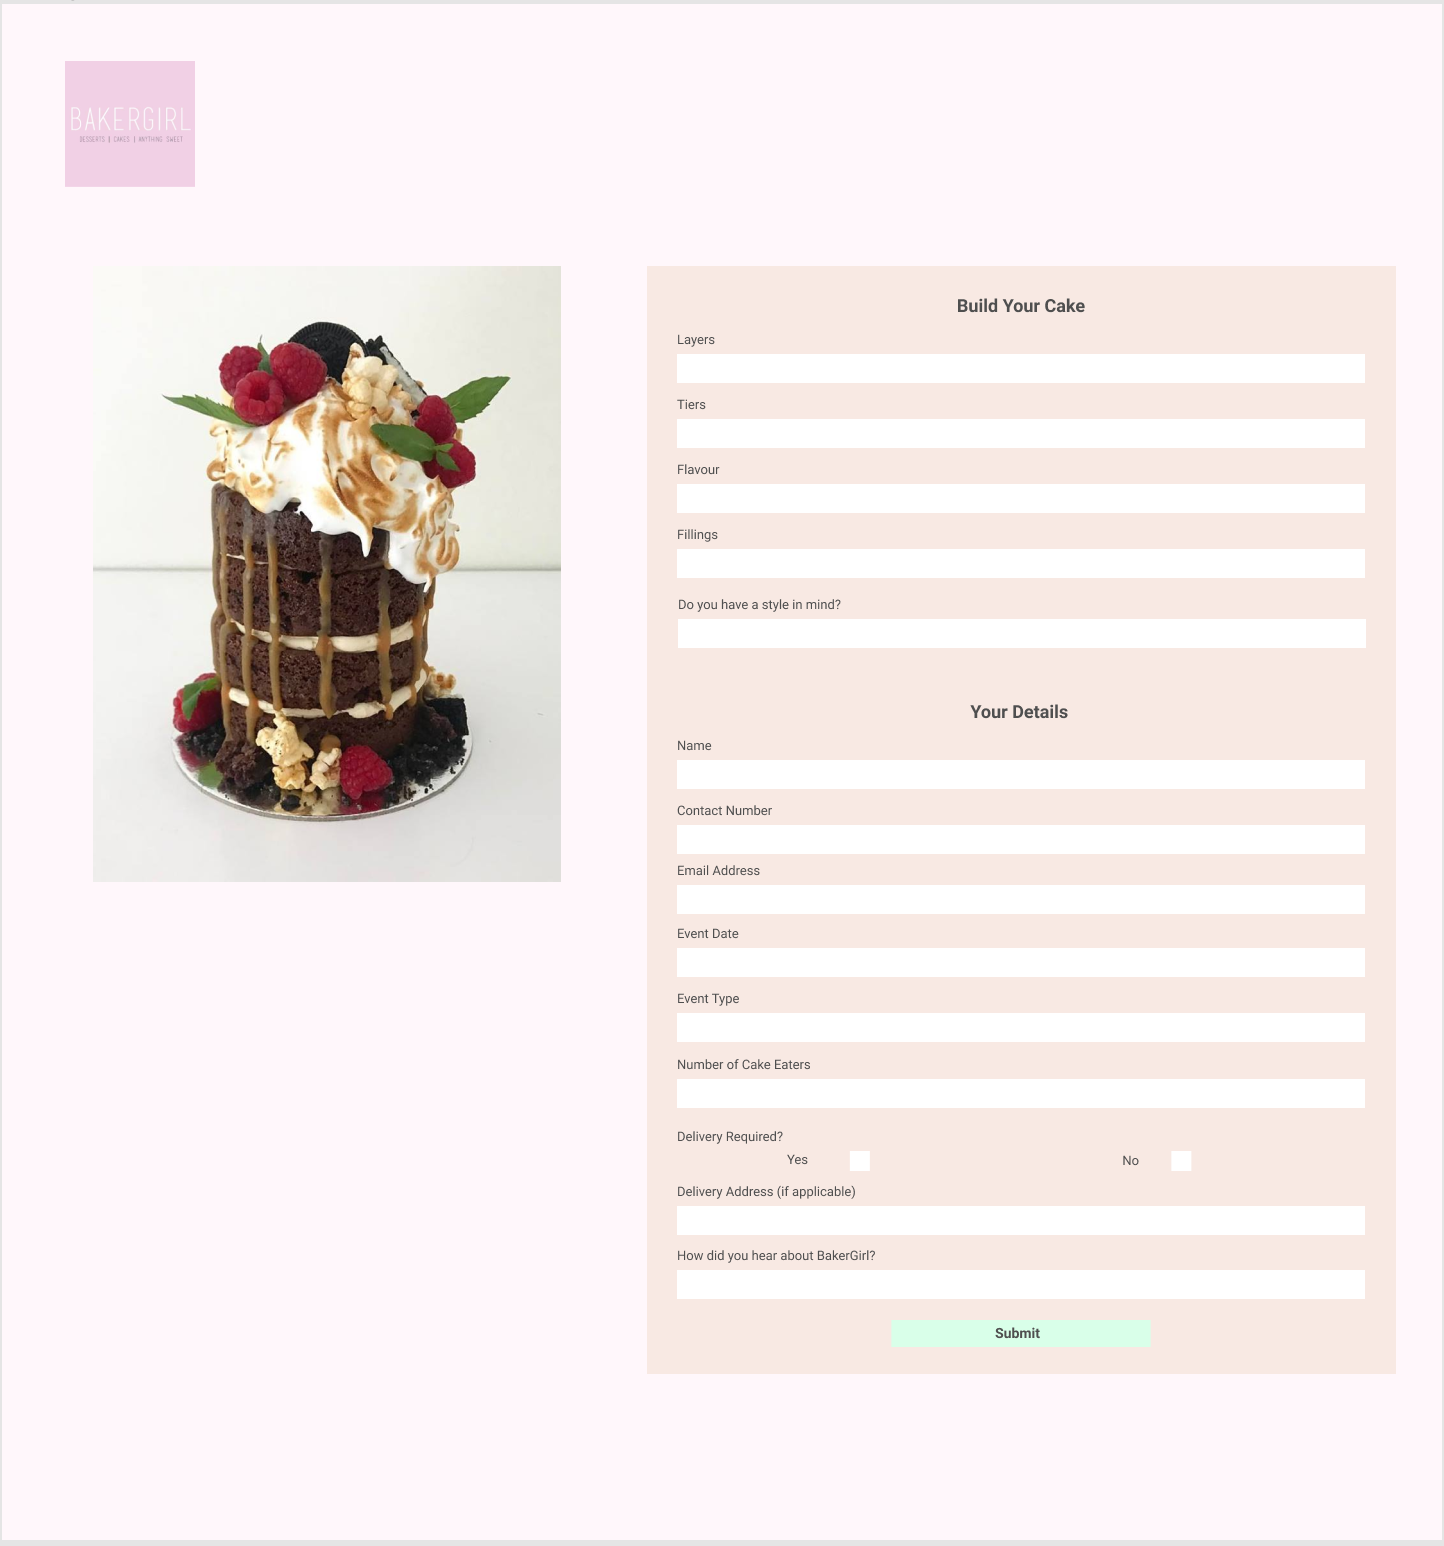 BAKERGIRL
DESSERTS | CAKES | ANYTHING SWEET
Build Your Cake
Layers
Tiers
Flavour
Fillings
Do you have a style in mind?
Your Details
Name
Contact Number
Email Address
Event Date
Event Type
Number of Cake Eaters
Delivery Required?
Yes No
Delivery Address (if applicable)
How did you hear about BakerGirl?
Submit